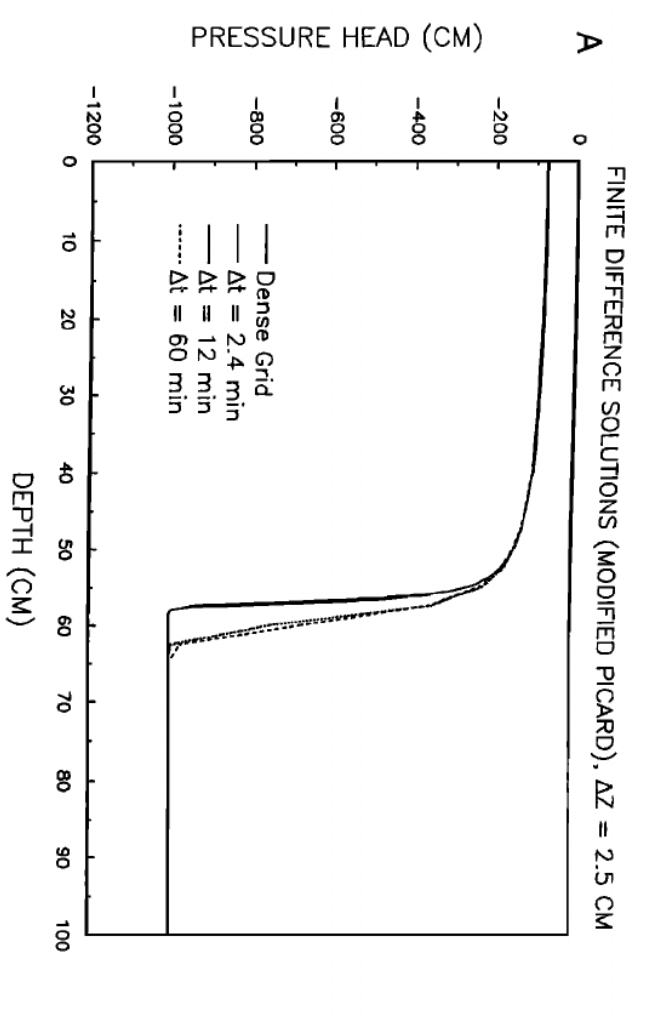 A
FINITE DIFFERENCE SOLUTIONS (MODIFIED PICARD), ΔZ = 2.5 CM
PRESSURE HEAD (CM)
0
-200
-400
-600
-800
-1000
-1200
Dense Grid
Δt = 2.4 min
Δt = 12 min
Δt = 60 min
0 10 20 30 40 50 60 70 80 90 100
DEPTH (CM)